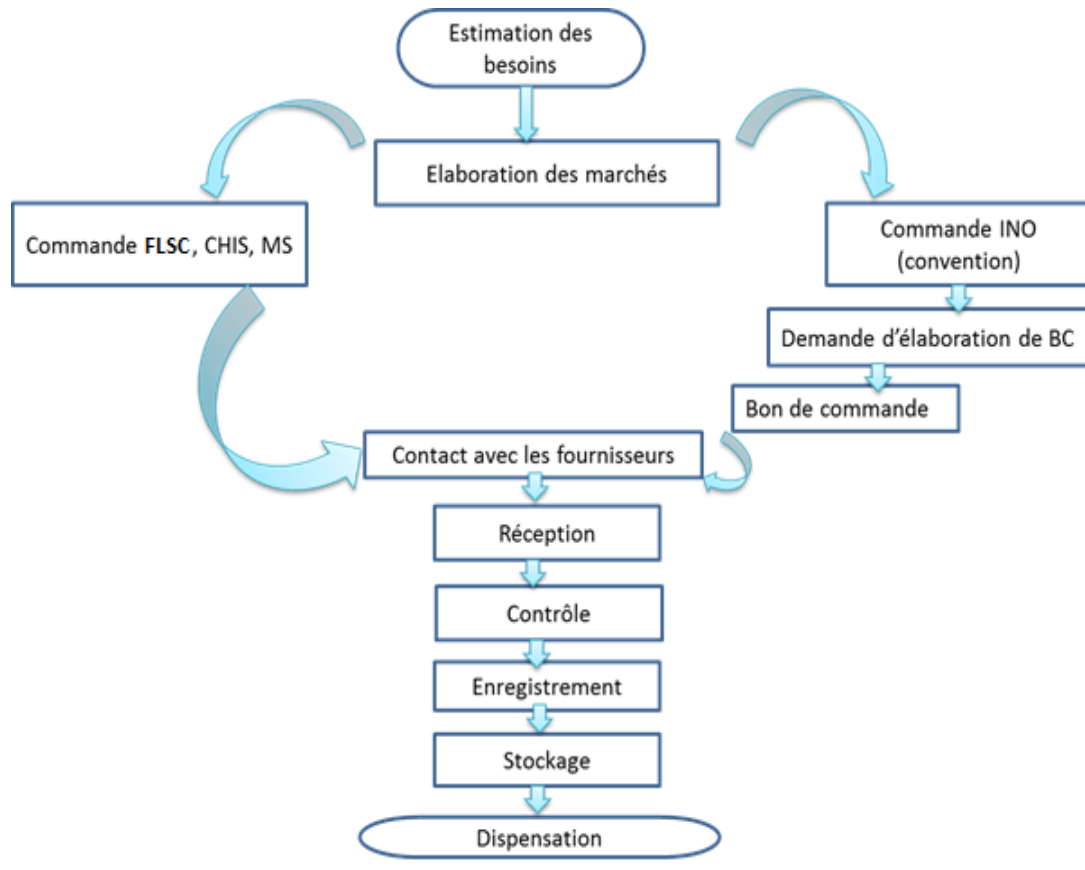 Estimation des
besoins
Elaboration des marchés
Commande FLSC, CHIS, MS
Commande INO
(convention)
Demande d'élaboration de BC
Bon de commande
Contact avec les fournisseurs
Réception
Contrôle
Enregistrement
Stockage
Dispensation